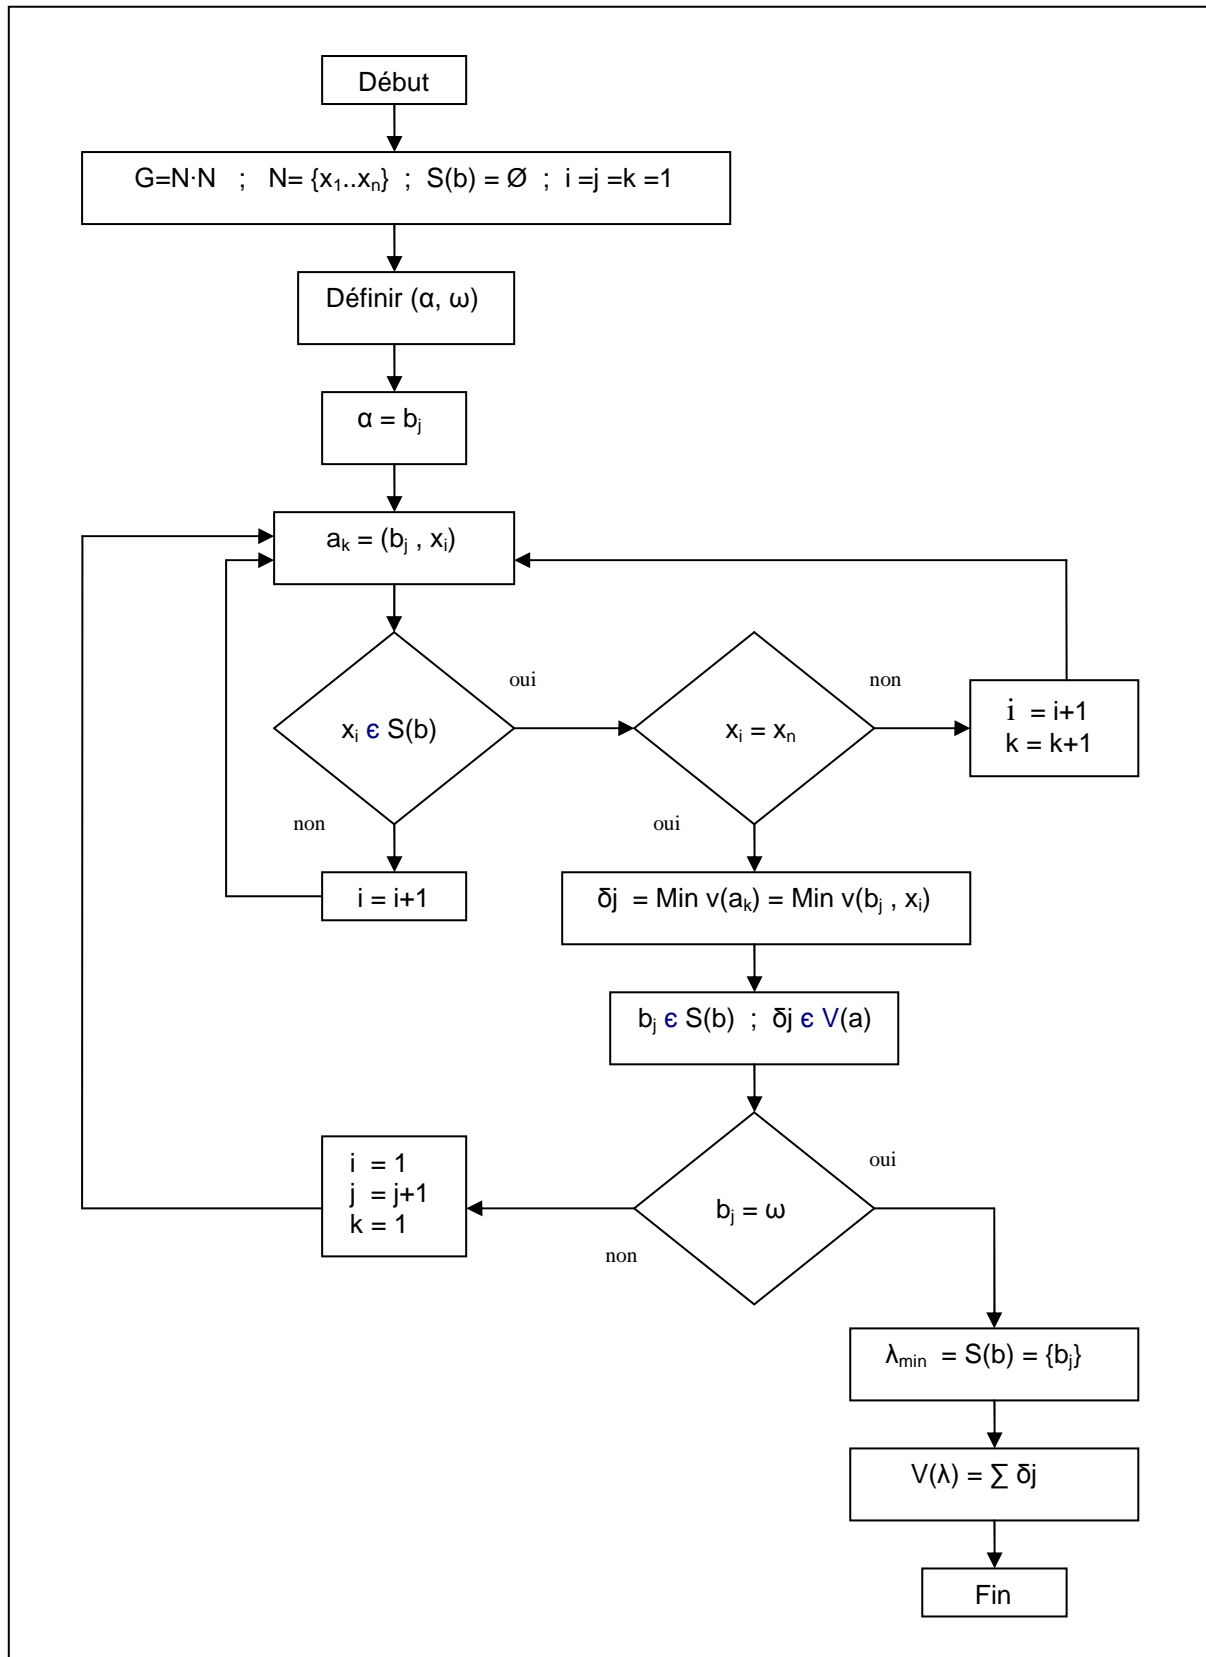 Début
G=N·N ; N= {x₁..xₙ} ; S(b) = Ø ; i =j =k =1
Définir (α, ω)
α = bⱼ
aₖ = (bⱼ , xᵢ)
oui
non
xᵢ є S(b)
xᵢ = xₙ
i = i+1
k = k+1
non
oui
i = i+1
δj = Min v(aₖ) = Min v(bⱼ , xᵢ)
bⱼ є S(b) ; δj є V(a)
i = 1
j = j+1
k = 1
oui
bⱼ = ω
non
λmin = S(b) = {bⱼ}
V(λ) = ∑ δj
Fin